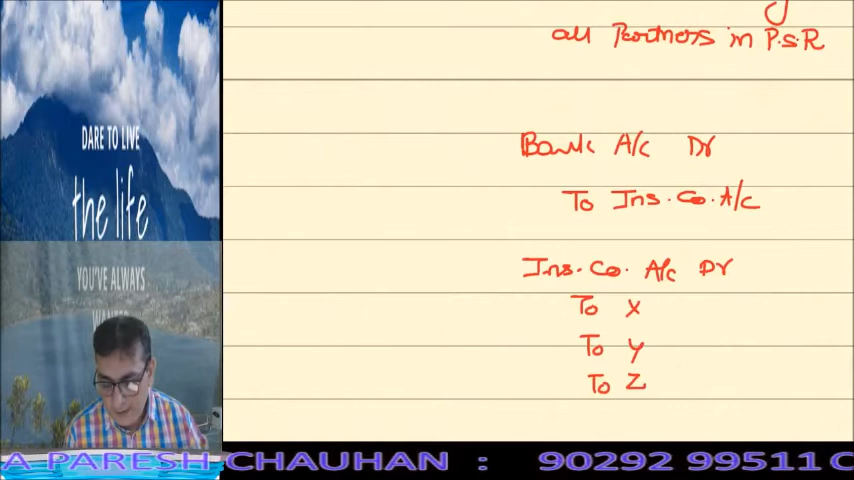 all Partners in P.S.R
Bank A/c Dr
To Ins. Co. A/c
Ins. Co. A/c Dr
To X
To Y
To Z
DARE TO LIVE
the life
YOU'VE ALWAYS
A PARESH CHAUHAN : 90292 99511 C